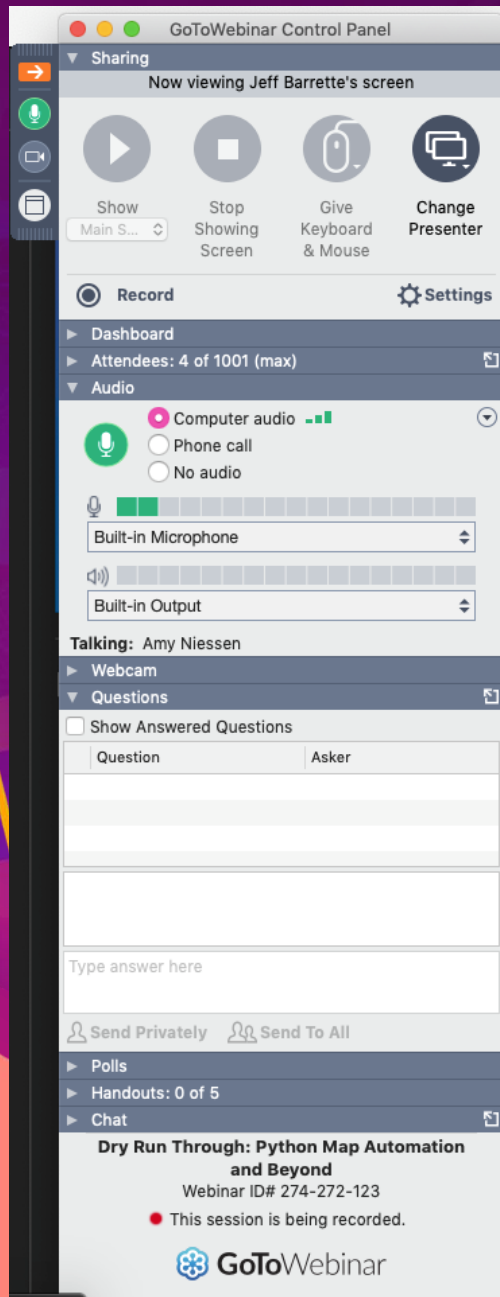 GoToWebinar Control Panel
Sharing
Now viewing Jeff Barrette's screen
Show
Main S...
Stop
Showing
Screen
Give
Keyboard
& Mouse
Change
Presenter
Record
Settings
Dashboard
Attendees: 4 of 1001 (max)
Audio
Computer audio
Phone call
No audio
Built-in Microphone
Built-in Output
Talking: Amy Niessen
Webcam
Questions
Show Answered Questions
Question Asker
Type answer here
Send Privately Send To All
Polls
Handouts: 0 of 5
Chat
Dry Run Through: Python Map Automation
and Beyond
Webinar ID# 274-272-123
This session is being recorded.
GoToWebinar